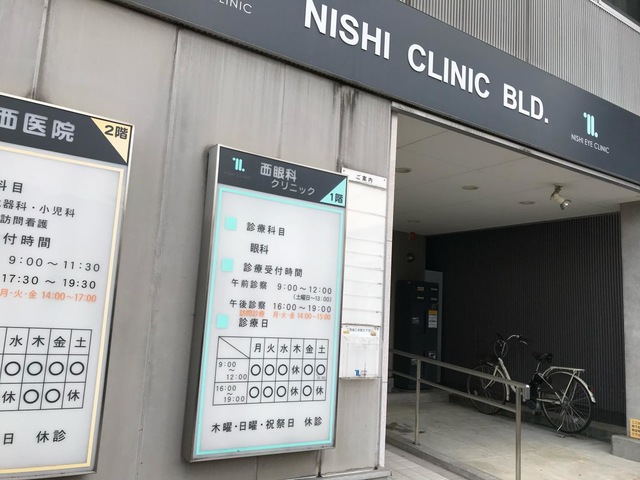 CLINIC
NISHI CLINIC BLD.
NISHI EYE CLINIC
西医院
2階
科目
器科・小児科
訪問看護
付時間
9:00〜11:30
17:30〜19:30
月・火・金 14:00〜17:00
水 木 金 土
〇 〇 〇 〇
〇 〇 〇
日 休診
西眼科
クリニック
1階
診療科目
眼科
診療受付時間
午前診察 9:00〜12:00
(土曜日〜13:00)
午後診察 16:00〜19:00
訪問診療 月・火・金 14:00〜15:00
診療日
月 火 水 木 金 土
9:00〜12:00 〇 〇 〇 休 〇 〇
16:00〜19:00 〇 〇 〇 休 〇 休
木曜・日曜・祝祭日 休診
ご案内